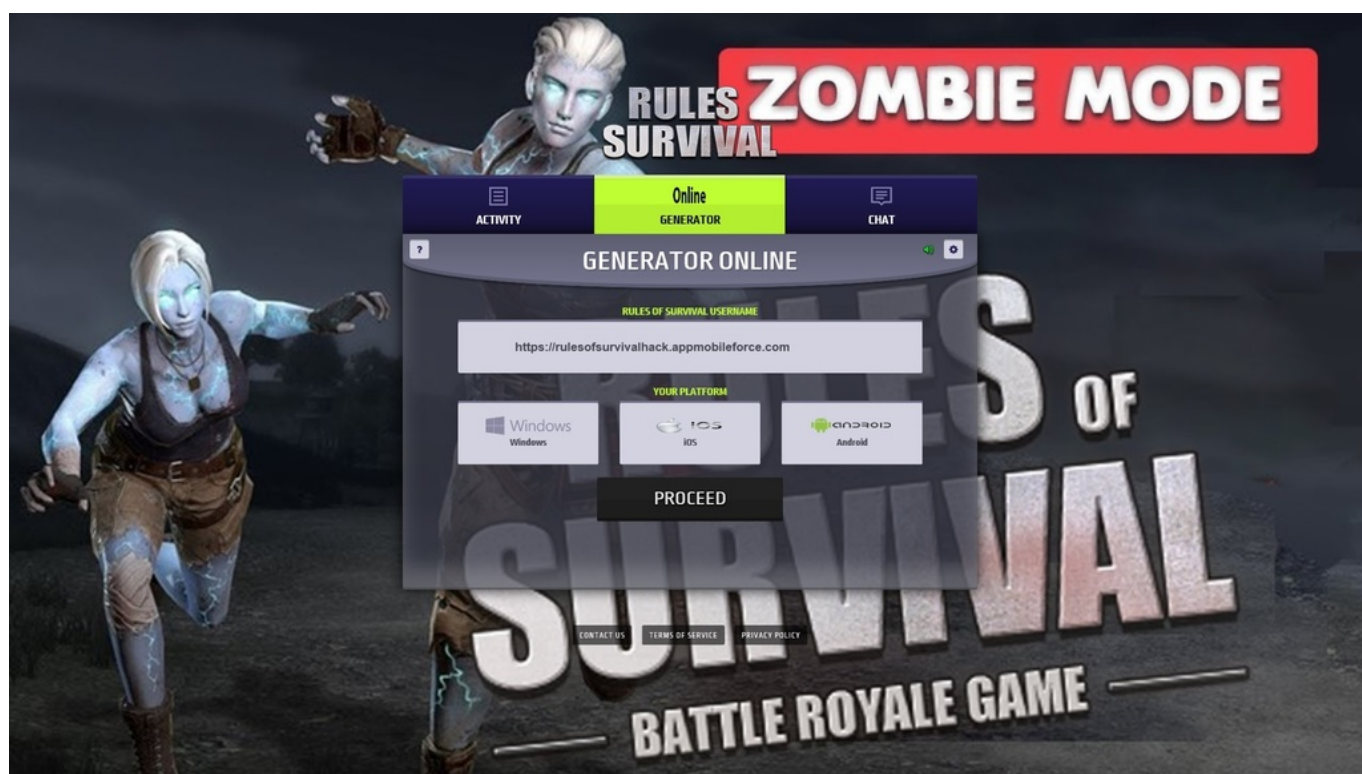 ZOMBIE MODE
RULES
SURVIVAL
ACTIVITY
Online
GENERATOR
CHAT
?
GENERATOR ONLINE
RULES OF SURVIVAL USERNAME
https://rulesofsurvivalhack.appmobileforce.com
YOUR PLATFORM
Windows
Windows
iOS
iOS
ANDROID
Android
PROCEED
RULES OF
SURVIVAL
CONTACT US
TERMS OF SERVICE
PRIVACY POLICY
BATTLE ROYALE GAME